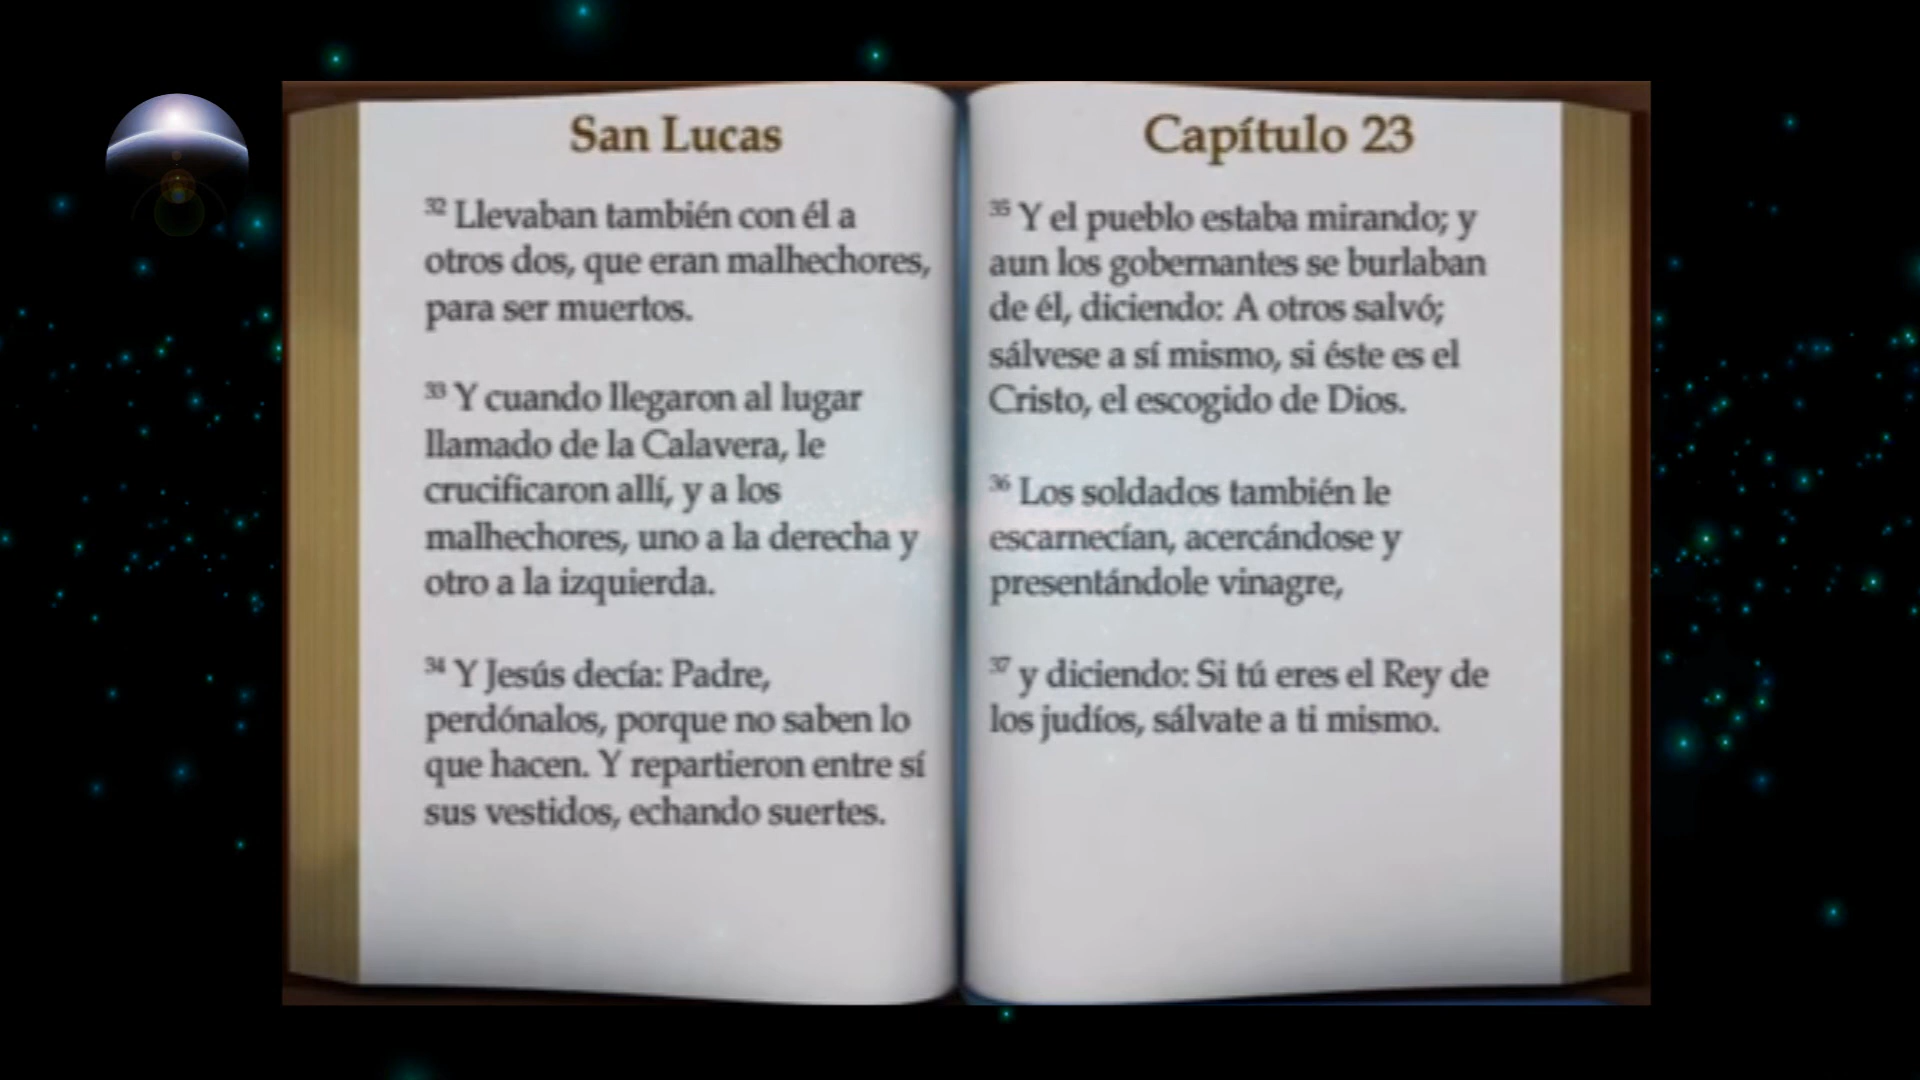 San Lucas
32 Llevaban también con él a
otros dos, que eran malhechores,
para ser muertos.
33 Y cuando llegaron al lugar
llamado de la Calavera, le
crucificaron allí, y a los
malhechores, uno a la derecha y
otro a la izquierda.
34 Y Jesús decía: Padre,
perdónalos, porque no saben lo
que hacen. Y repartieron entre sí
sus vestidos, echando suertes.
Capítulo 23
35 Y el pueblo estaba mirando; y
aun los gobernantes se burlaban
de él, diciendo: A otros salvó;
sálvese a sí mismo, si éste es el
Cristo, el escogido de Dios.
36 Los soldados también le
escarnecían, acercándose y
presentándole vinagre,
37 y diciendo: Si tú eres el Rey de
los judíos, sálvate a ti mismo.